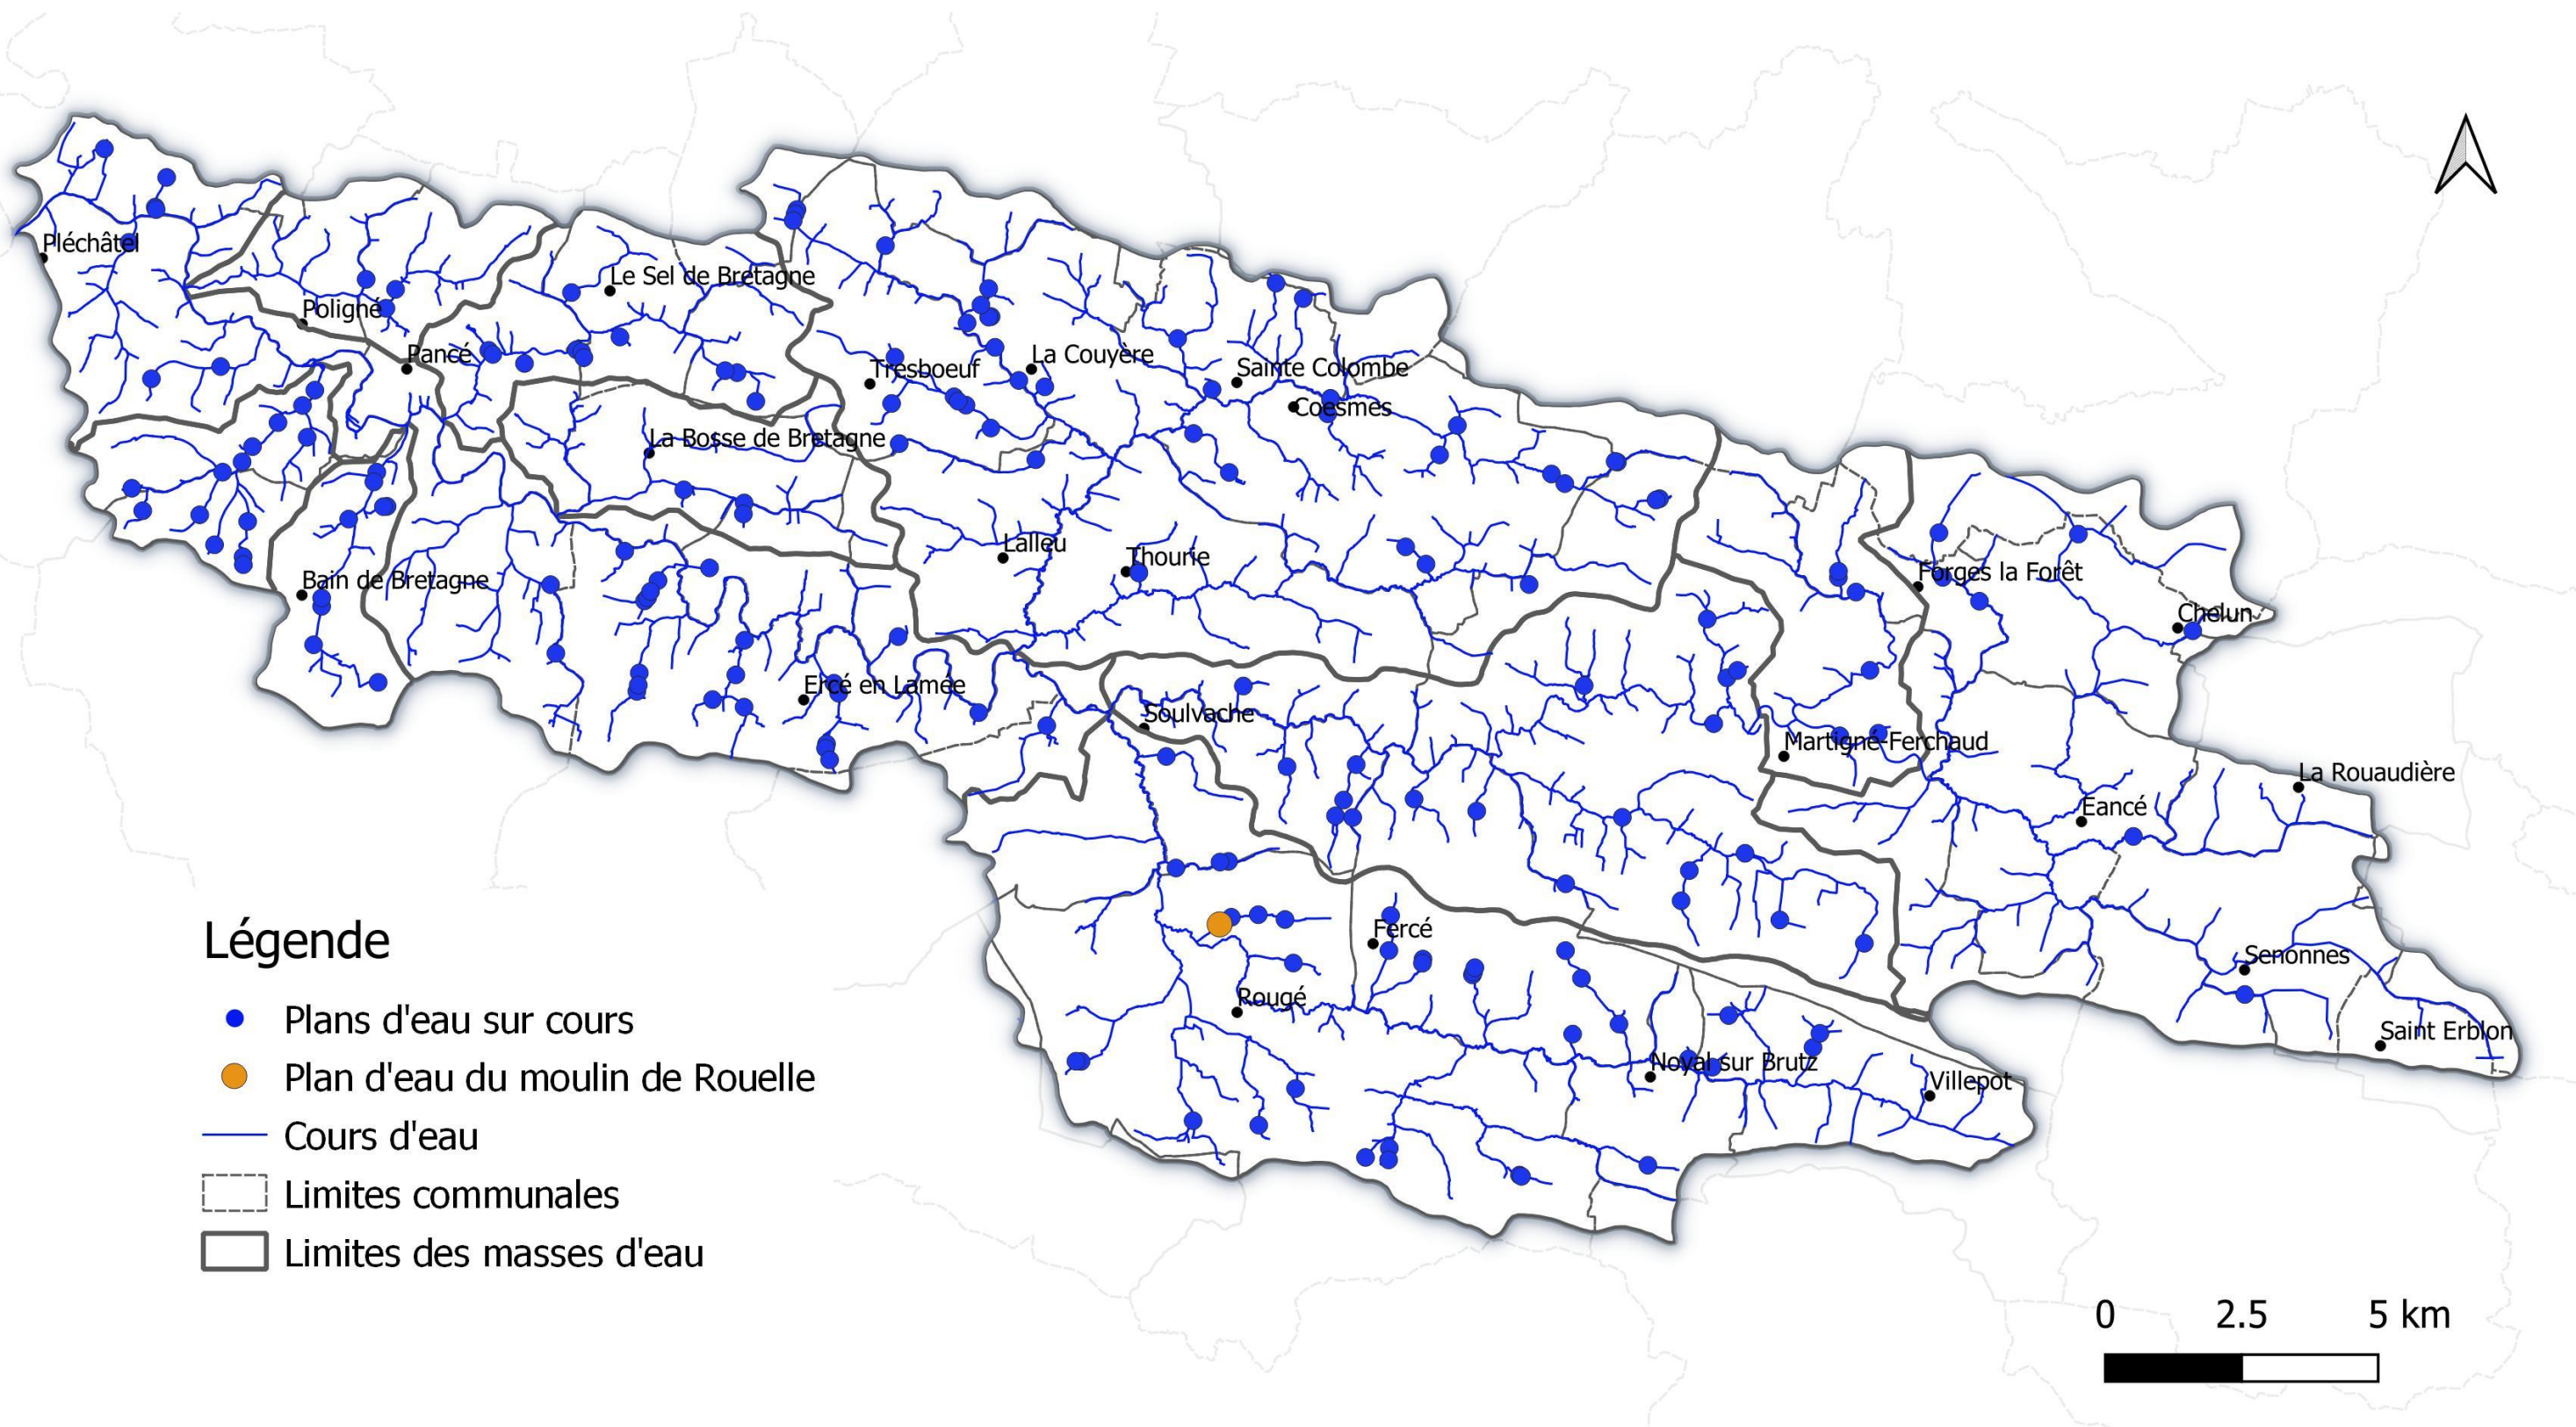 Pléchâtel
Le Sel de Bretagne
Poligné
Pancé
La Couyère
Tresboeuf
Sainte Colombe
Coesmes
La Bosse de Bretagne
Lalleu
Thourie
Bain de Bretagne
Forges la Forêt
Chelun
Ercé en Lamée
Soulvache
Martigné-Ferchaud
La Rouaudière
Eancé
Fercé
Senonnes
Rougé
Saint Erblon
Noyal sur Brutz
Villepot
Légende
Plans d'eau sur cours
Plan d'eau du moulin de Rouelle
Cours d'eau
Limites communales
Limites des masses d'eau
0 2.5 5 km